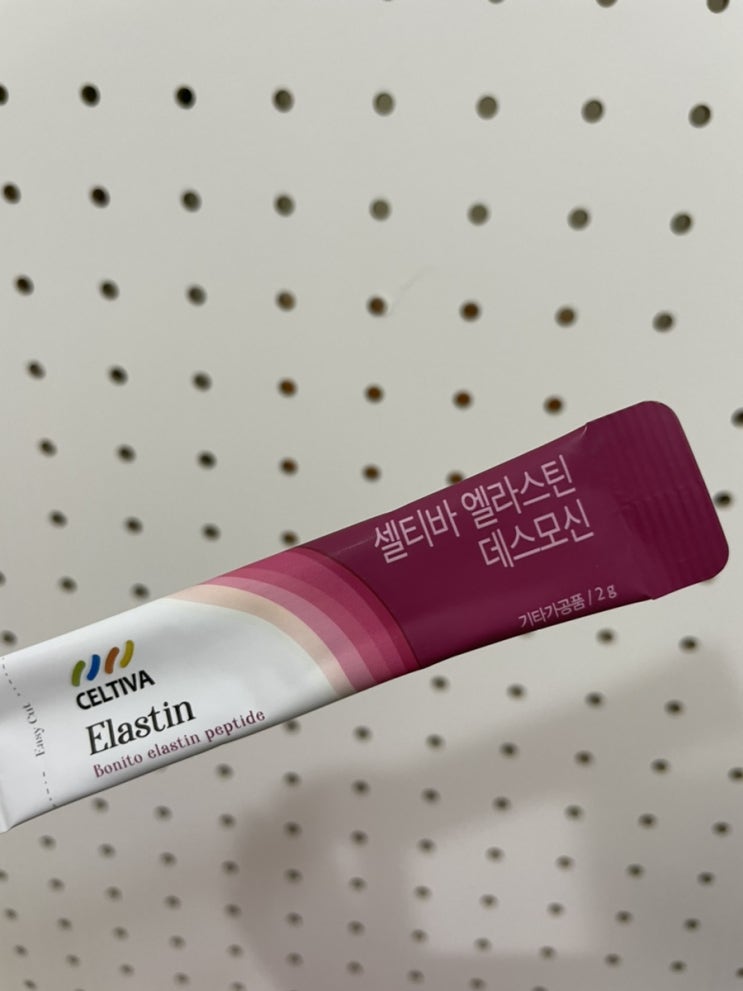 셀티바 엘라스틴
데스모신
기타가공품 / 2 g
CELTIVA
Elastin
Bonito elastin peptide
Easy Cut